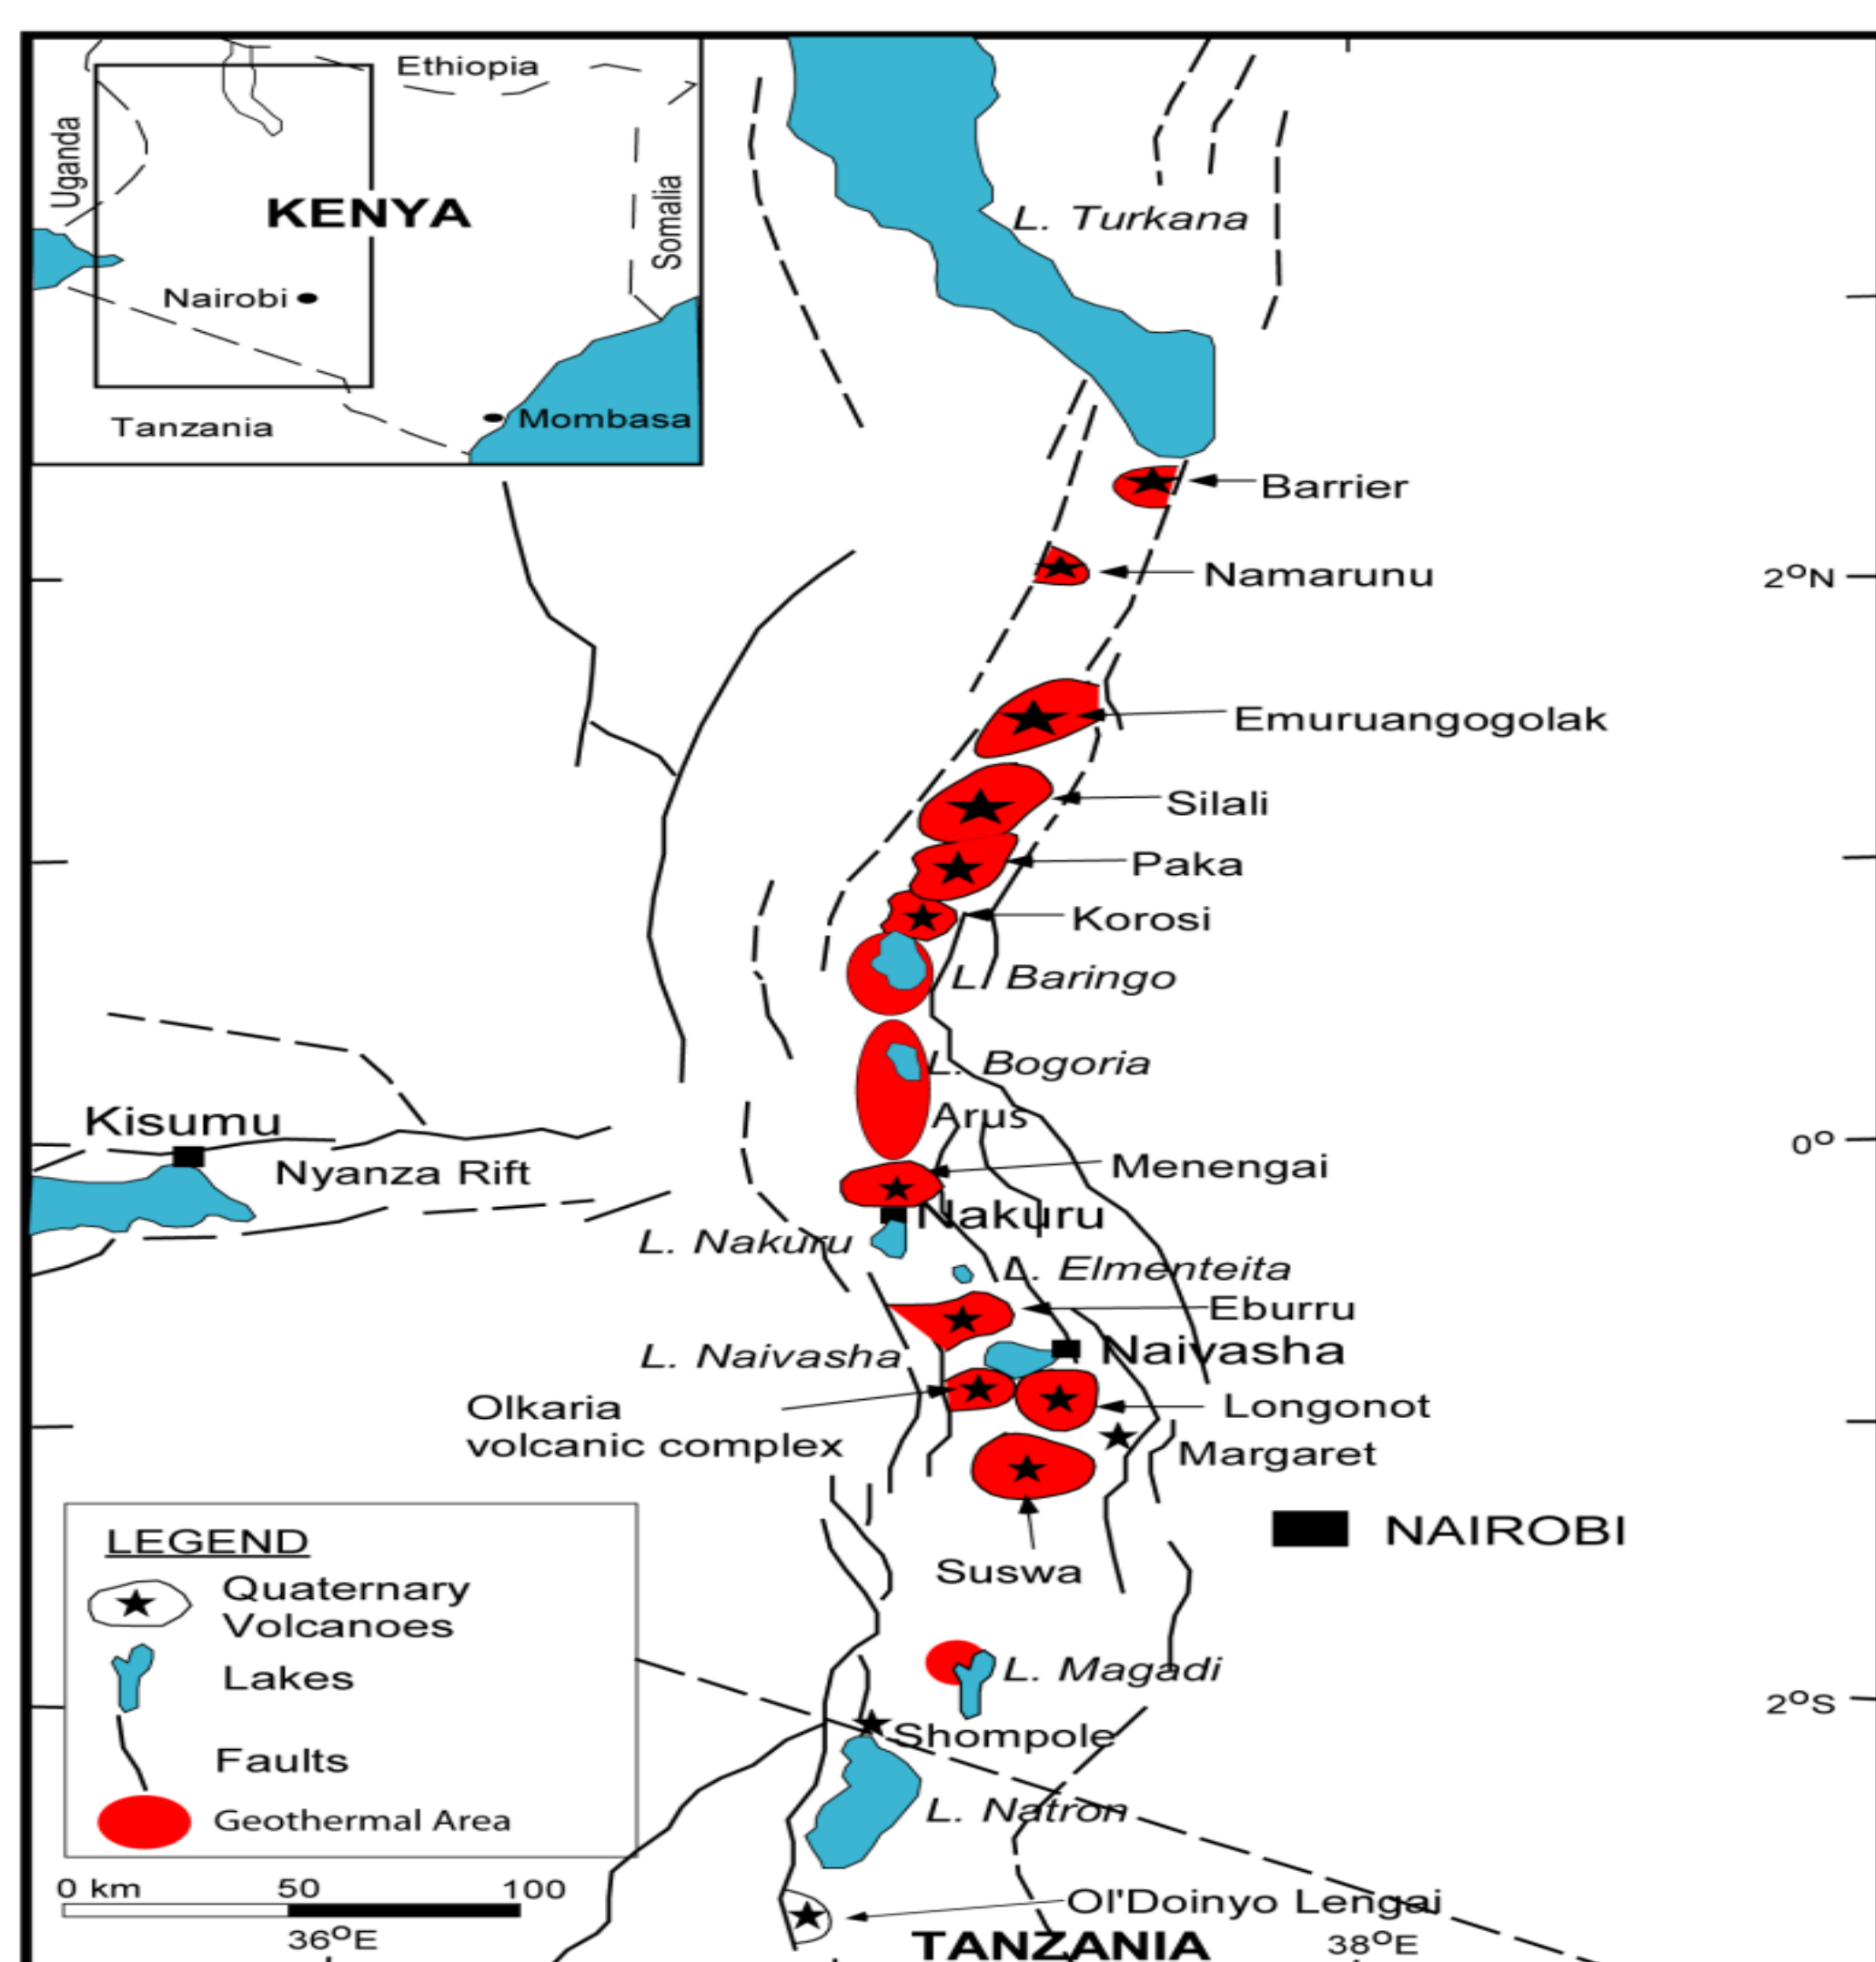 Ethiopia
Uganda
KENYA
Somalia
Nairobi
Tanzania
Mombasa
L. Turkana
Barrier
Namarunu
2°N
Emuruangogolak
Silali
Paka
Korosi
L. Baringo
L. Bogoria
Arus
Kisumu
Nyanza Rift
0°
Menengai
Nakuru
L. Nakuru
L. Elmenteita
Eburru
L. Naivasha
Naivasha
Olkaria
volcanic complex
Longonot
Margaret
NAIROBI
Suswa
LEGEND
Quaternary
Volcanoes
Lakes
Faults
Geothermal Area
L. Magadi
2°S
Shompole
L. Natron
0 km 50 100
Ol'Doinyo Lengai
36°E
TANZANIA
38°E